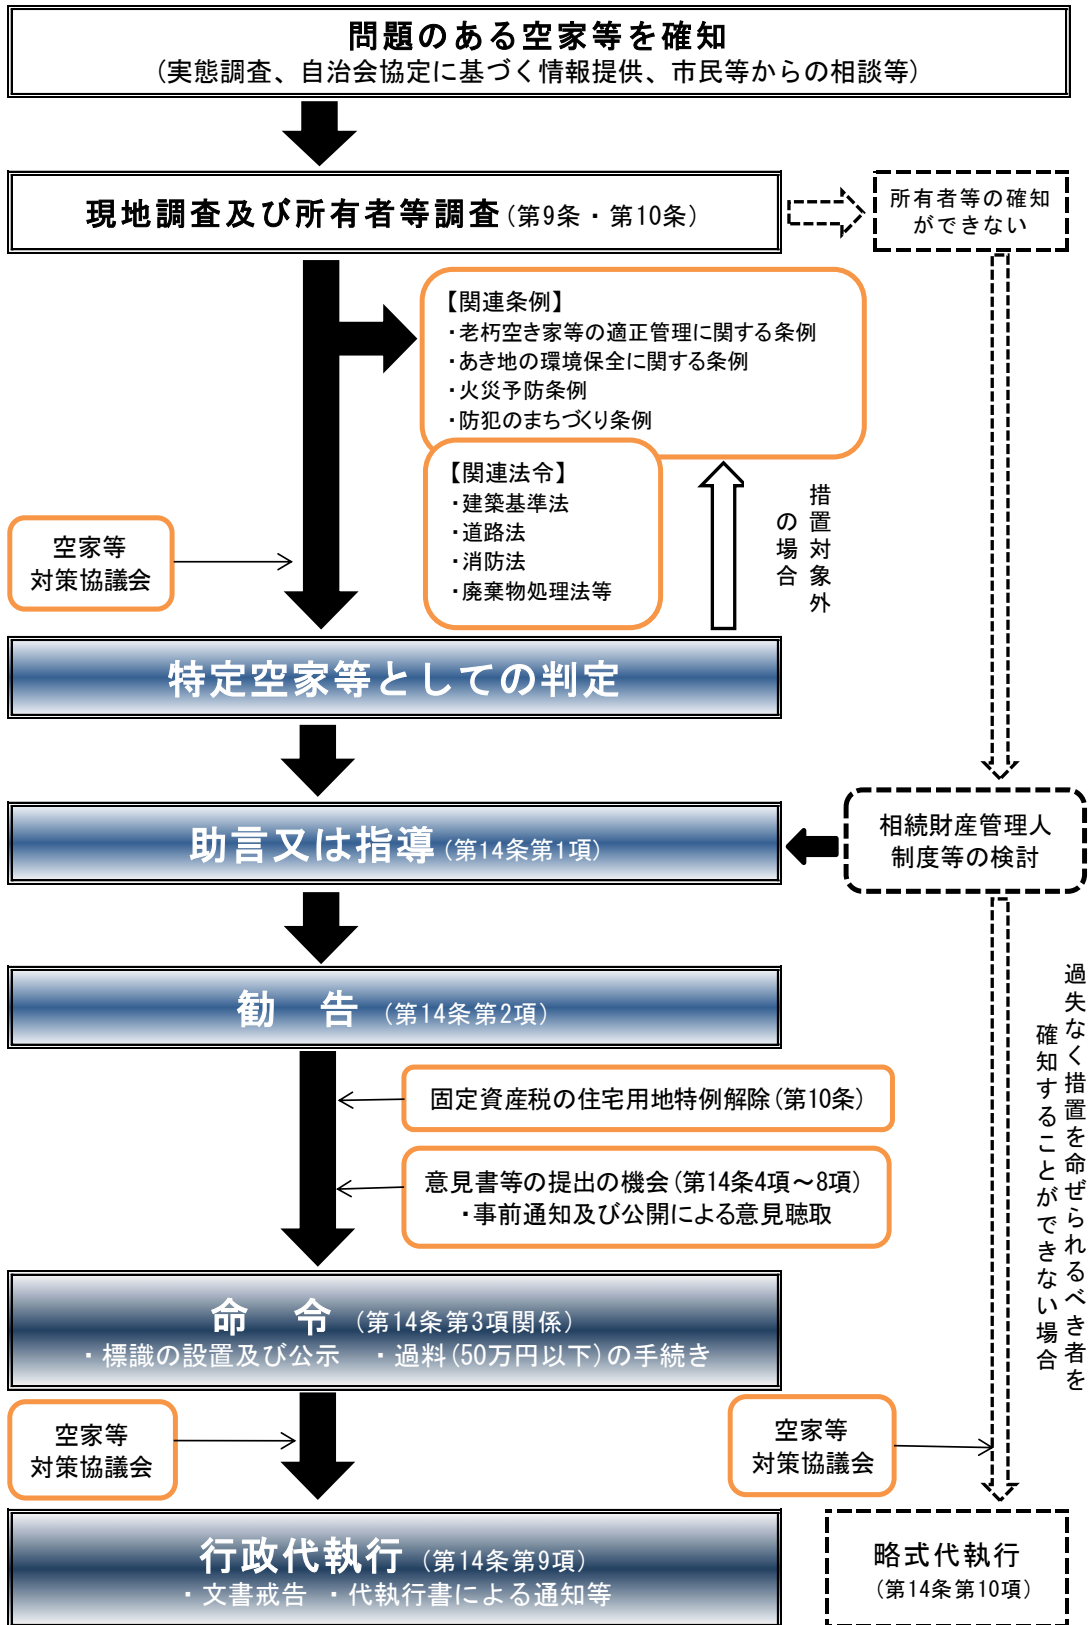 問題のある空家等を確知
(実態調査、自治会協定に基づく情報提供、市民等からの相談等)
現地調査及び所有者等調査(第9条・第10条)
所有者等の確知
ができない
【関連条例】
・老朽空き家等の適正管理に関する条例
・あき地の環境保全に関する条例
・火災予防条例
・防犯のまちづくり条例
【関連法令】
・建築基準法
・道路法
・消防法
・廃棄物処理法等
措置対象外
の場合
空家等
対策協議会
特定空家等としての判定
助言又は指導(第14条第1項)
相続財産管理人
制度等の検討
勧 告 (第14条第2項)
過失なく措置を命ぜられるべき者を
確知することができない場合
固定資産税の住宅用地特例解除(第10条)
意見書等の提出の機会(第14条4項～8項)
・事前通知及び公開による意見聴取
命 令 (第14条第3項関係)
・標識の設置及び公示 ・過料(50万円以下)の手続き
空家等
対策協議会
空家等
対策協議会
行政代執行 (第14条第9項)
・文書戒告 ・代執行書による通知等
略式代執行
(第14条第10項)